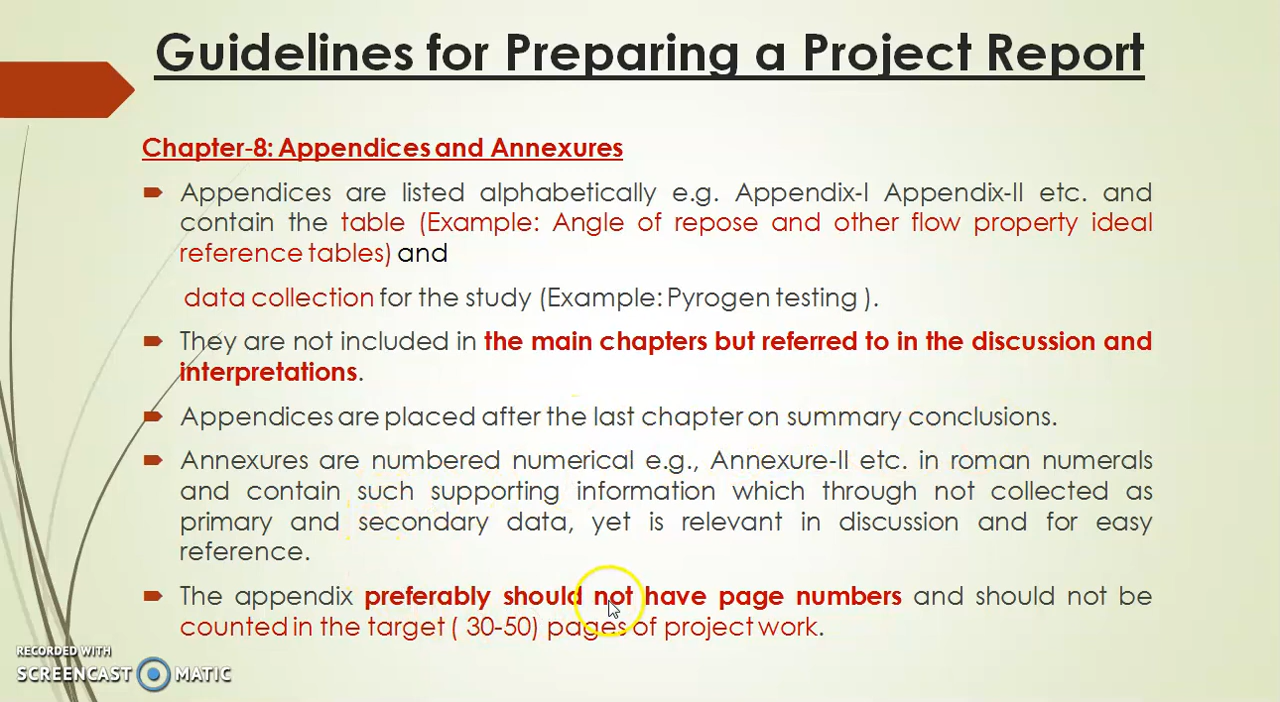 Guidelines for Preparing a Project Report
Chapter-8: Appendices and Annexures
Appendices are listed alphabetically e.g. Appendix-I Appendix-II etc. and
contain the table (Example: Angle of repose and other flow property ideal
reference tables) and
data collection for the study (Example: Pyrogen testing ).
They are not included in the main chapters but referred to in the discussion and
interpretations.
Appendices are placed after the last chapter on summary conclusions.
Annexures are numbered numerical e.g., Annexure-II etc. in roman numerals
and contain such supporting information which through not collected as
primary and secondary data, yet is relevant in discussion and for easy
reference.
The appendix preferably should not have page numbers and should not be
counted in the target ( 30-50) pages of project work.
RECORDED WITH
SCREENCAST MATIC